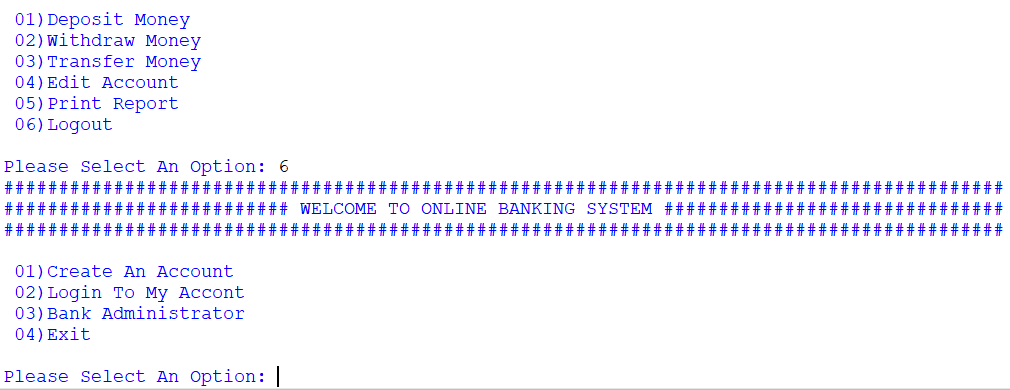 01)Deposit Money
02)Withdraw Money
03)Transfer Money
04)Edit Account
05)Print Report
06)Logout
Please Select An Option: 6
###########################################################################################
########################## WELCOME TO ONLINE BANKING SYSTEM ###############################
###########################################################################################
01)Create An Account
02)Login To My Accont
03)Bank Administrator
04)Exit
Please Select An Option: